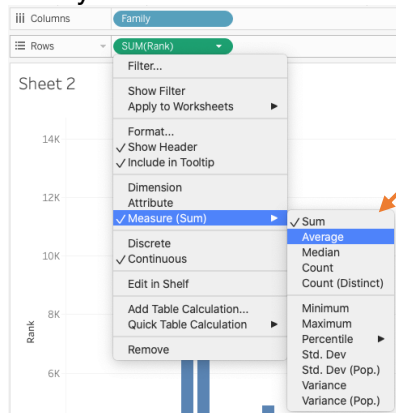 Columns
Family
Rows
SUM(Rank)
Sheet 2
Filter...
Show Filter
Apply to Worksheets
Format...
✓ Show Header
✓ Include in Tooltip
Dimension
Attribute
✓ Measure (Sum)
Discrete
✓ Continuous
Edit in Shelf
Add Table Calculation...
Quick Table Calculation
Remove
✓ Sum
Average
Median
Count
Count (Distinct)
Minimum
Maximum
Percentile
Std. Dev
Std. Dev (Pop.)
Variance
Variance (Pop.)
14K
12K
10K
8K
6K
Rank